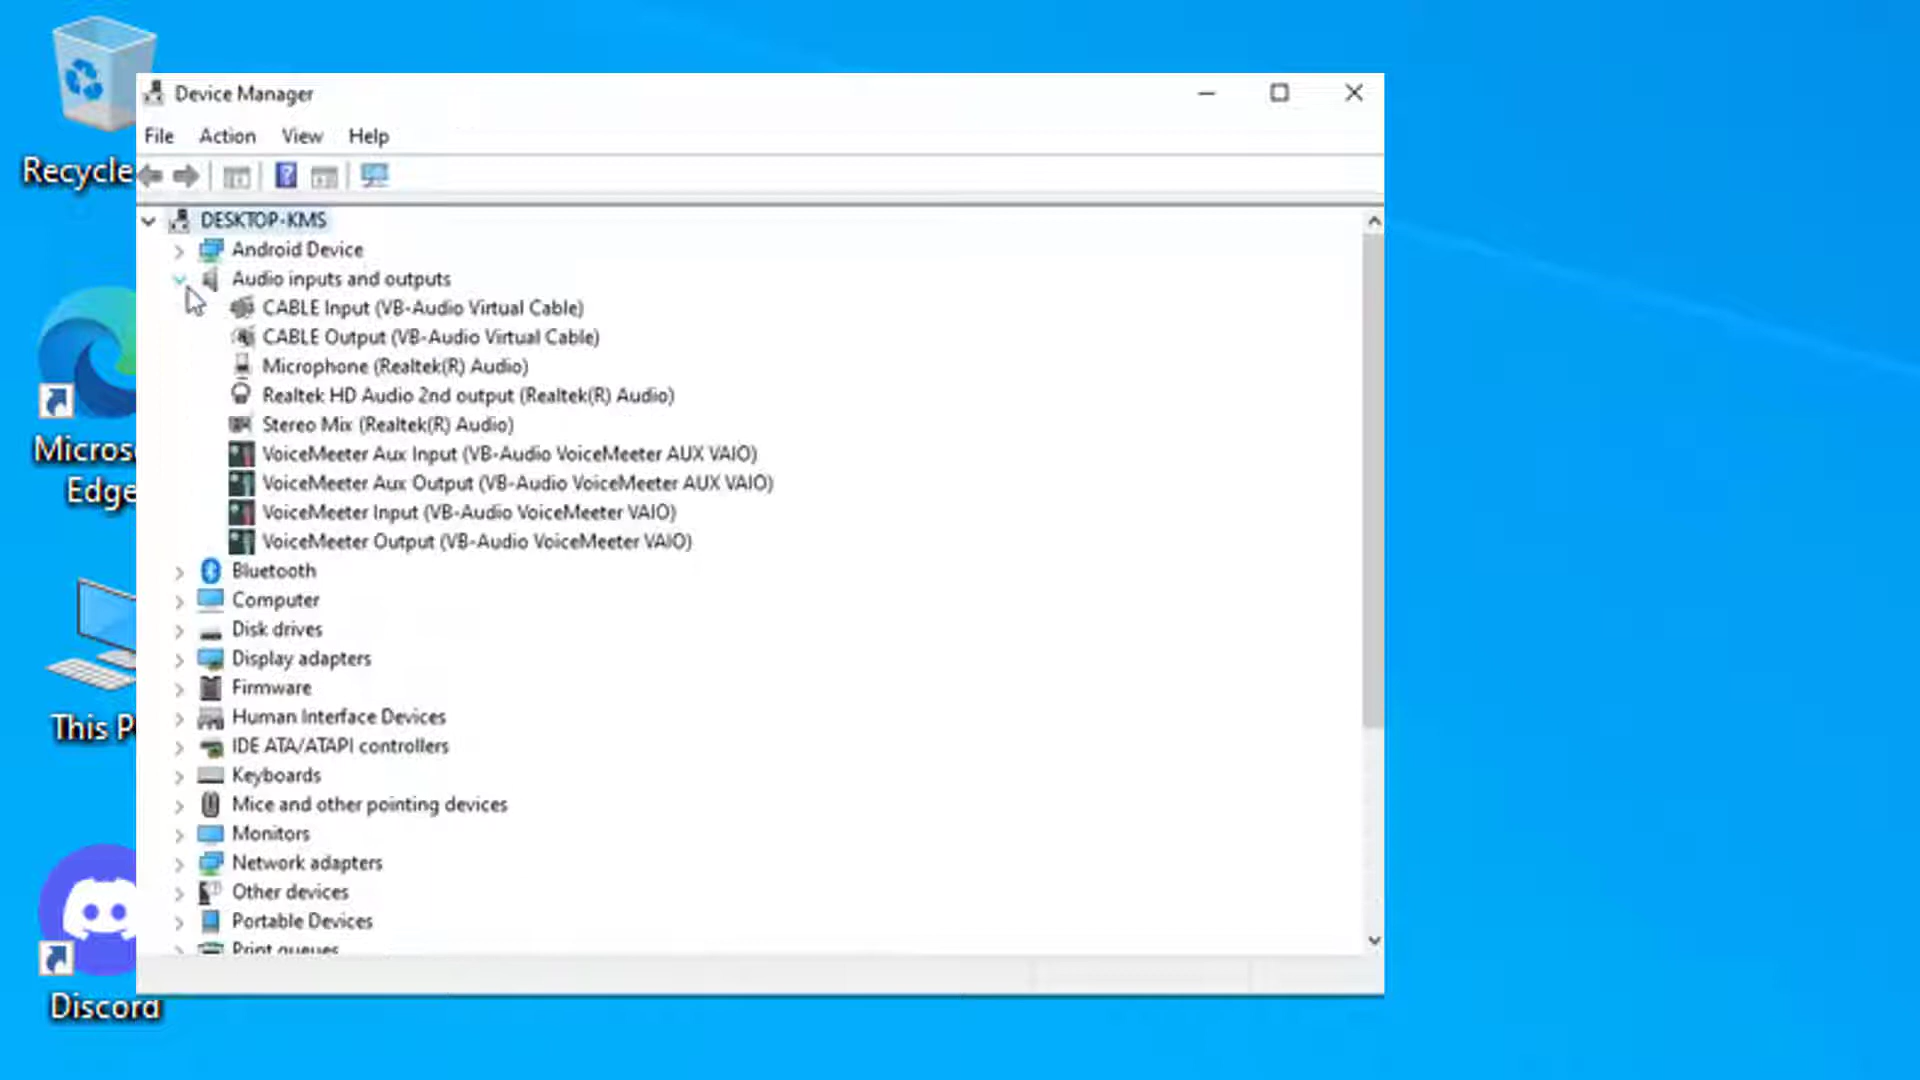 Recycle
Device Manager
File Action View Help
DESKTOP-KMS
Android Device
Audio inputs and outputs
CABLE Input (VB-Audio Virtual Cable)
CABLE Output (VB-Audio Virtual Cable)
Microphone (Realtek(R) Audio)
Realtek HD Audio 2nd output (Realtek(R) Audio)
Stereo Mix (Realtek(R) Audio)
VoiceMeeter Aux Input (VB-Audio VoiceMeeter AUX VAIO)
VoiceMeeter Aux Output (VB-Audio VoiceMeeter AUX VAIO)
VoiceMeeter Input (VB-Audio VoiceMeeter VAIO)
VoiceMeeter Output (VB-Audio VoiceMeeter VAIO)
Bluetooth
Computer
Disk drives
Display adapters
Firmware
Human Interface Devices
IDE ATA/ATAPI controllers
Keyboards
Mice and other pointing devices
Monitors
Network adapters
Other devices
Portable Devices
Print queues
Micros
Edge
This P
Discord